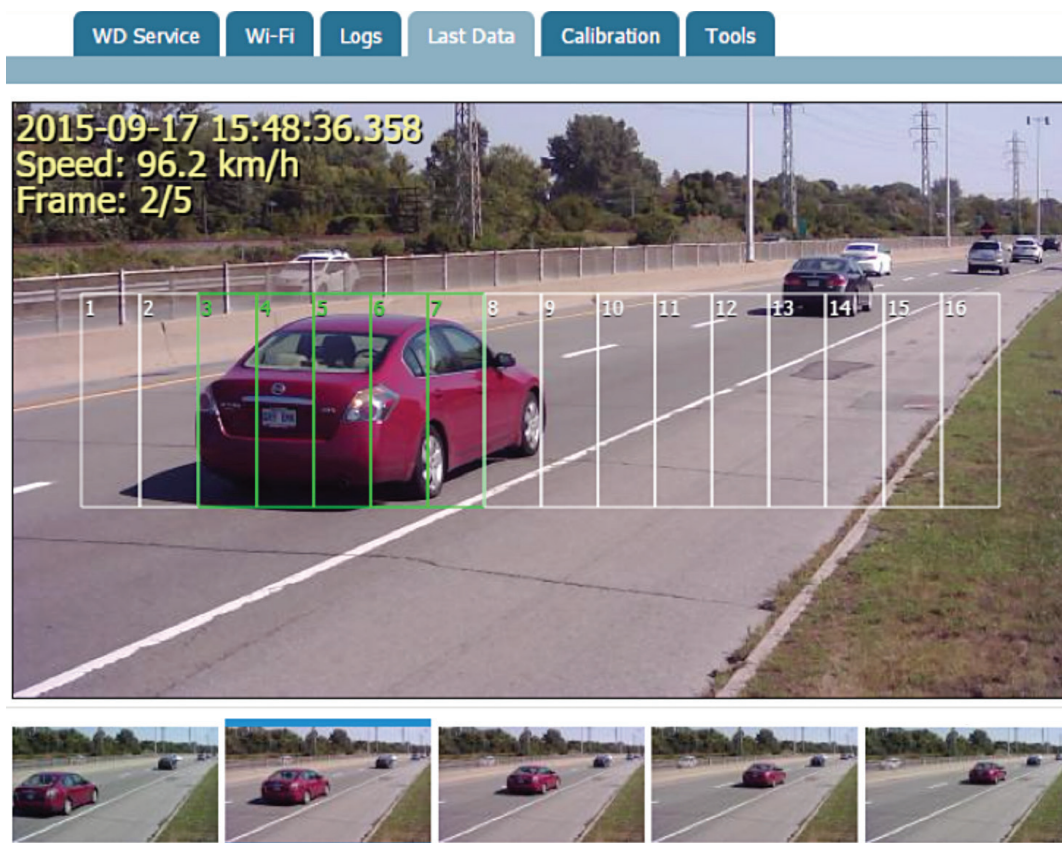 WD Service Wi-Fi Logs Last Data Calibration Tools
2015-09-17 15:48:36.358
Speed: 96.2 km/h
Frame: 2/5
1 2 3 4 5 6 7 8 9 10 11 12 13 14 15 16